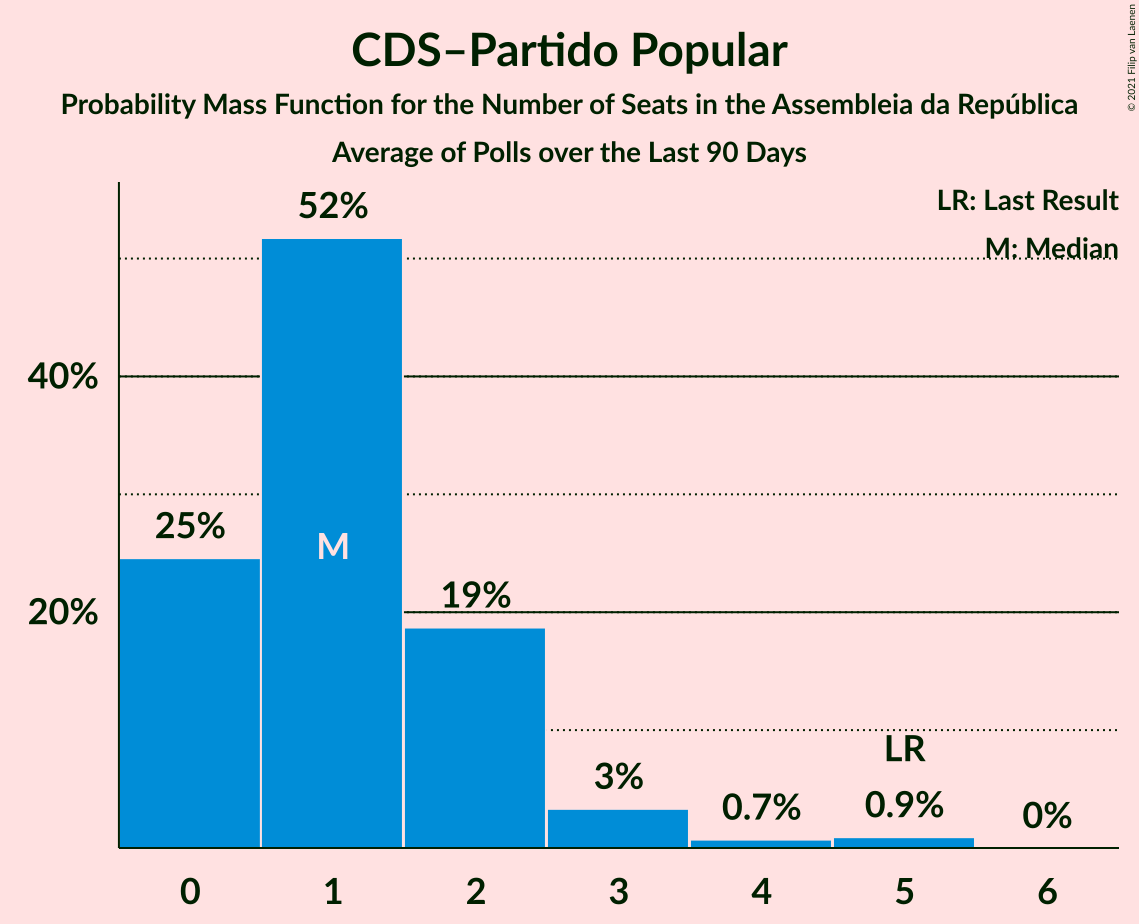 CDS–Partido Popular
Probability Mass Function for the Number of Seats in the Assembleia da República
Average of Polls over the Last 90 Days
© 2021 Filip van Laenen
LR: Last Result
M: Median
52%
40%
25%
M
20%
19%
3%
0.7%
LR
0.9%
0%
0 1 2 3 4 5 6